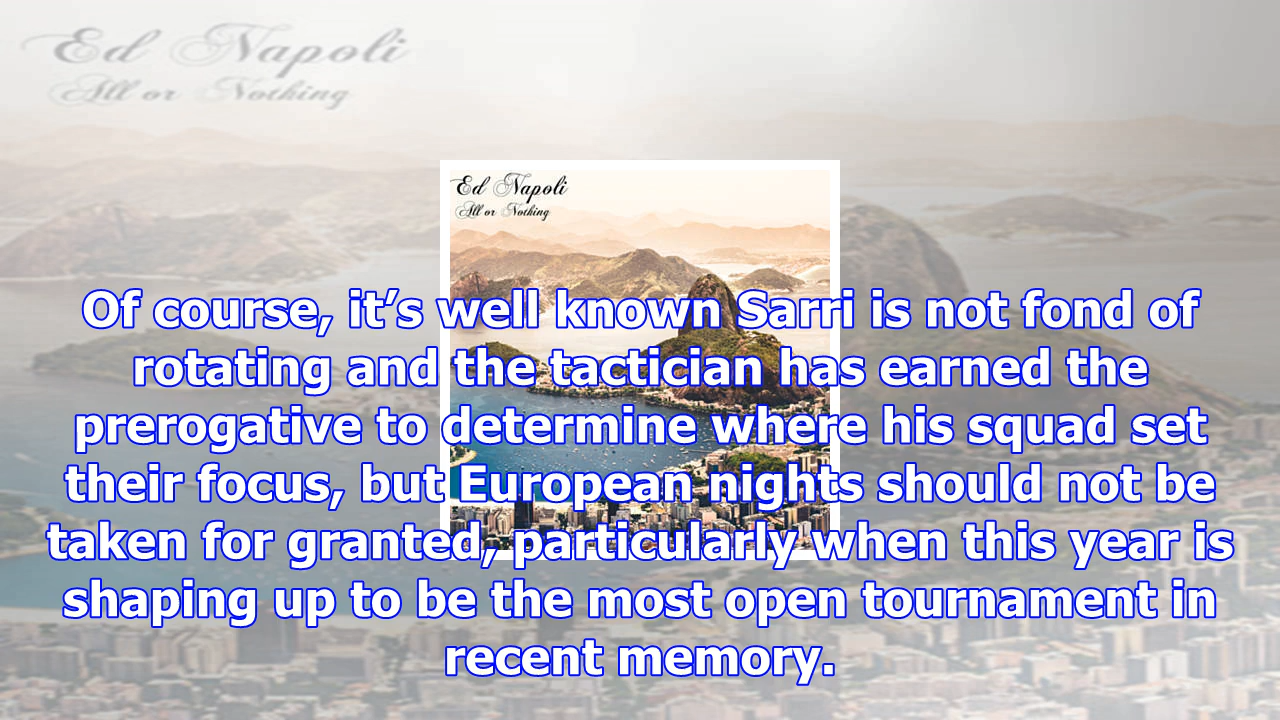 Ed Napoli
All or Nothing
Ed Napoli
All or Nothing
Of course, it’s well known Sarri is not fond of
rotating and the tactician has earned the
prerogative to determine where his squad set
their focus, but European nights should not be
taken for granted, particularly when this year is
shaping up to be the most open tournament in
recent memory.